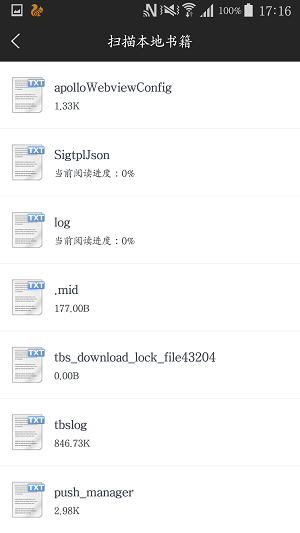 100% 17:16
扫描本地书籍
TXT
apolloWebviewConfig
1.33K
TXT
SigtplJson
当前阅读进度：0%
TXT
log
当前阅读进度：0%
TXT
.mid
177.00B
TXT
tbs_download_lock_file43204
0.00B
TXT
tbslog
846.73K
TXT
push_manager
2.98K